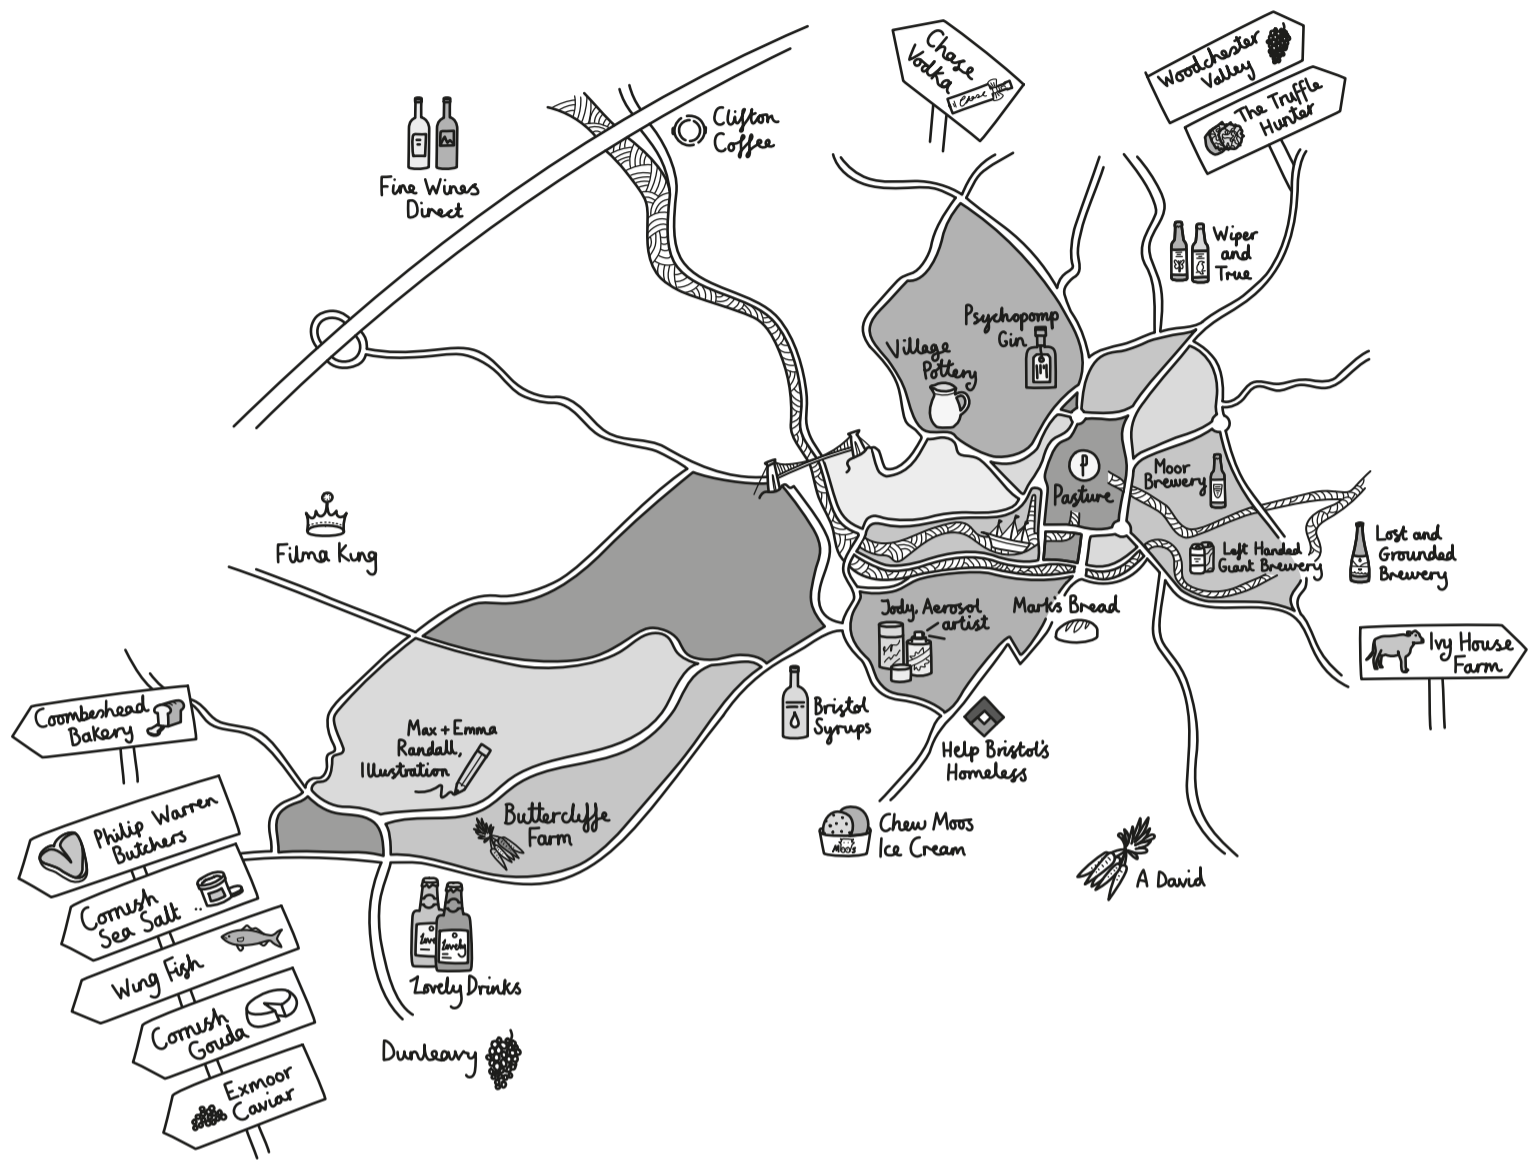 Chase
Vodka
Chase
Woodchester
Valley
The Truffle
Hunter
Clifton
Coffee
Fine Wines
Direct
Wiper
and
True
Psychopomp
Gin
Village
Pottery
Moor
Brewery
P
Pasture
Filma King
Left Handed
Giant Brewery
Lost and
Grounded
Brewery
Jody, Aerosol
artist
Mark's Bread
Ivy House
Farm
Coombeshead
Bakery
Max + Emma
Randall,
Illustration
Bristol
Syrups
Help Bristol's
Homeless
Philip Warren
Butchers
Buttercliffe
Farm
Chew Moos
Ice Cream
Moo's
A David
Cornish
Sea Salt
Wing Fish
Lovely
Lovely Drinks
Cornish
Gouda
Dunleavy
Exmoor
Caviar